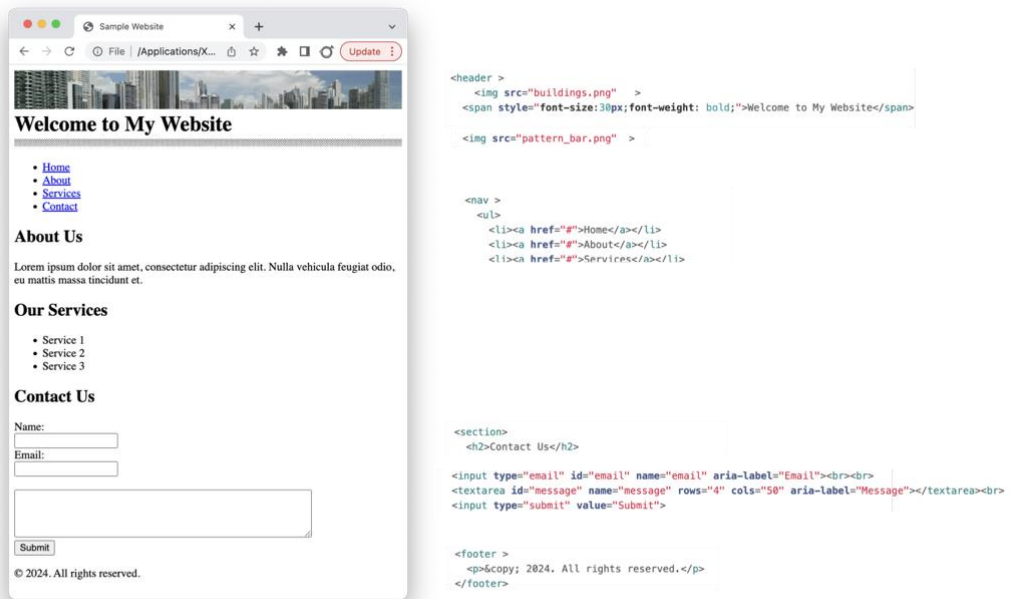 Sample Website
File
/Applications/X...
Update
Welcome to My Website
Home
About
Services
Contact
About Us
Lorem ipsum dolor sit amet, consectetur adipiscing elit. Nulla vehicula feugiat odio,
eu mattis massa tincidunt et.
Our Services
Service 1
Service 2
Service 3
Contact Us
Name:
Email:
Submit
© 2024. All rights reserved.
<header >
<img src="buildings.png" >
<span style="font-size:30px;font-weight: bold;">Welcome to My Website</span>
<img src="pattern_bar.png" >
<nav >
<ul>
<li><a href="#">Home</a></li>
<li><a href="#">About</a></li>
<li><a href="#">Services</a></li>
<section>
<h2>Contact Us</h2>
<input type="email" id="email" name="email" aria-label="Email"><br><br>
<textarea id="message" name="message" rows="4" cols="50" aria-label="Message"></textarea><br>
<input type="submit" value="Submit">
<footer >
<p>&copy; 2024. All rights reserved.</p>
</footer>